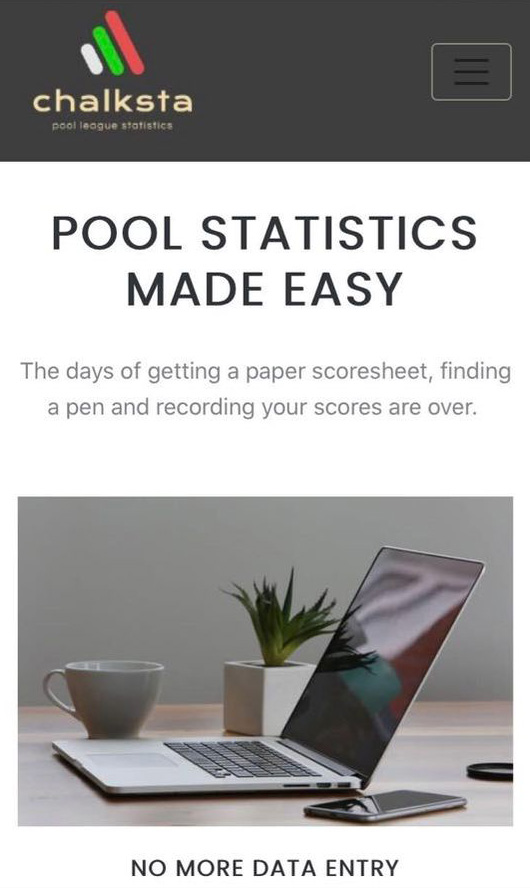 chalksta
pool league statistics
POOL STATISTICS
MADE EASY
The days of getting a paper scoresheet, finding
a pen and recording your scores are over.
NO MORE DATA ENTRY